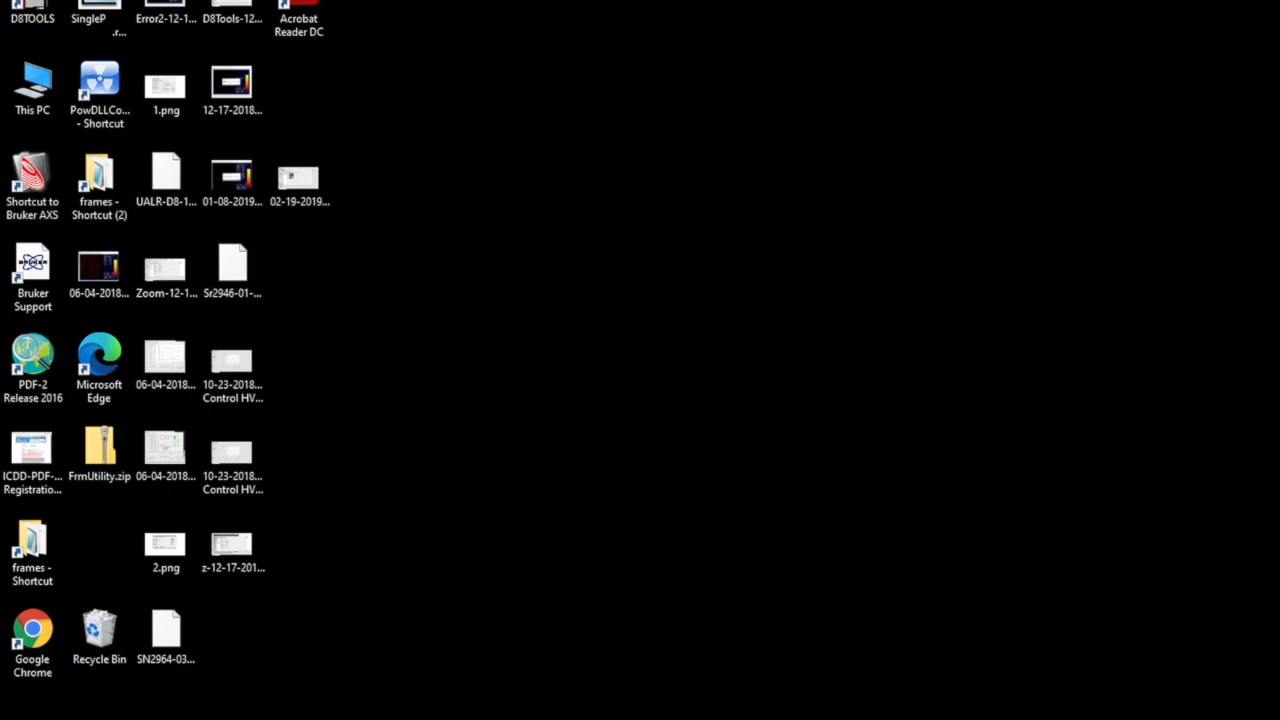 D8TOOLS
SingleP
.r...
Error2-12-1...
D8Tools-12...
Acrobat
Reader DC
This PC
PowDLLCo...
- Shortcut
1.png
12-17-2018...
Shortcut to
Bruker AXS
frames -
Shortcut (2)
UALR-D8-1...
01-08-2019...
02-19-2019...
BRUKER
Bruker
Support
06-04-2018...
Zoom-12-1...
Sr2946-01-...
PDF-2
Release 2016
Microsoft
Edge
06-04-2018...
10-23-2018...
Control HV...
ICDD-PDF-...
Registratio...
FrmUtility.zip
06-04-2018...
10-23-2018...
Control HV...
frames -
Shortcut
2.png
z-12-17-201...
Google
Chrome
Recycle Bin
SN2964-03...